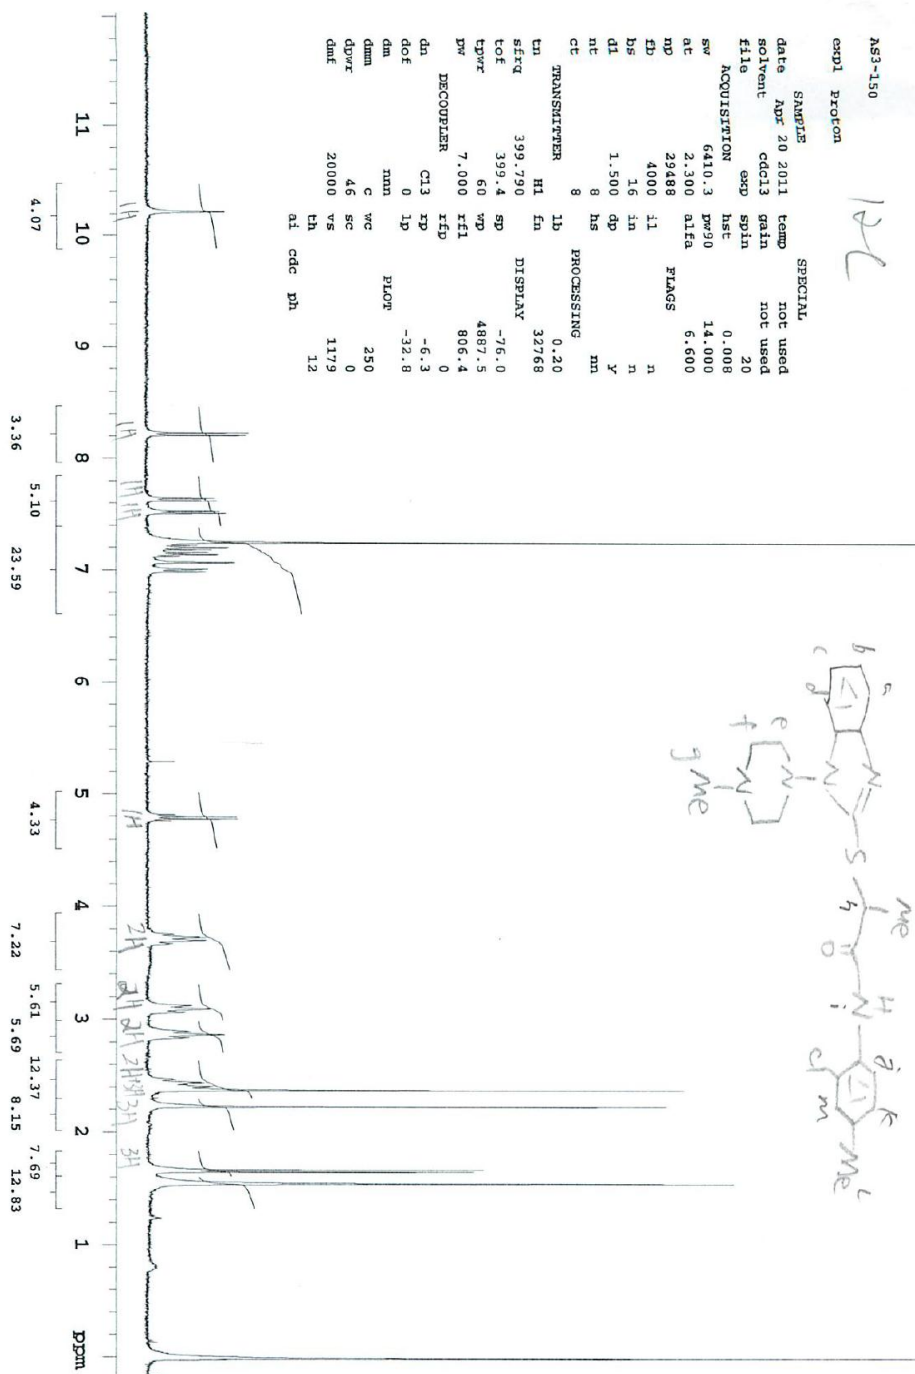 AS3-150
12c
exp1 Proton
SAMPLE SPECIAL
date Apr 20 2011 temp not used
solvent cdcl3 gain not used
file exp spin 20
ACQUISITION hst 0.008
sw 6410.3 pw90 14.000
at 2.300 alfa 6.600
np 29488 FLAGS
fb 4000 il n
bs 16 in n
d1 1.500 dp y
nt 8 hs nn
ct 8 PROCESSING
TRANSMITTER lb 0.20
tn H1 fn 32768
sfrq 399.790 DISPLAY
tof 399.4 sp -76.0
tpwr 60 wp 4887.5
pw 7.000 rfl 806.4
DECOUPLER rfp 0
dn C13 rp -6.3
dof 0 lp -32.8
dm nnn PLOT
dmm c wc 250
dpwr 46 sc 0
dmf 20000 vs 1179
th 12
ai cdc ph
a
b
c
d
N
N
S
Me
h
O
H
N
i
j
k
Cl
m
Me l
N
e
f
N
g Me
1H 1H 1H 1H 1H 2H 2H 2H 2H+3H 3H 3H
11 10 9 8 7 6 5 4 3 2 1 ppm
4.07 3.36 5.10 23.59 4.33 7.22 5.61 5.69 12.37 8.15 7.69 12.83